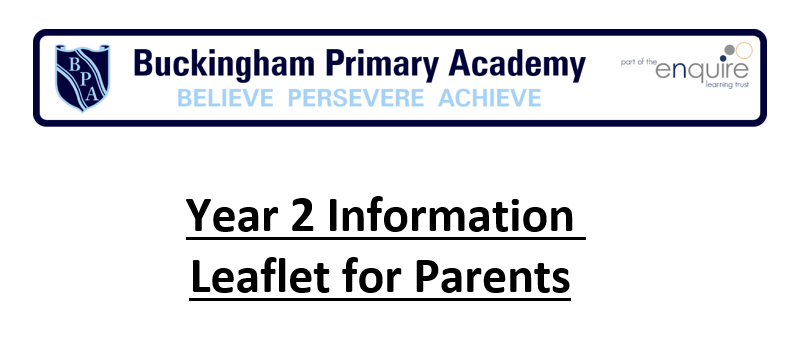 BPA
Buckingham Primary Academy
BELIEVE PERSEVERE ACHIEVE
part of the
enquire
learning trust
Year 2 Information
Leaflet for Parents